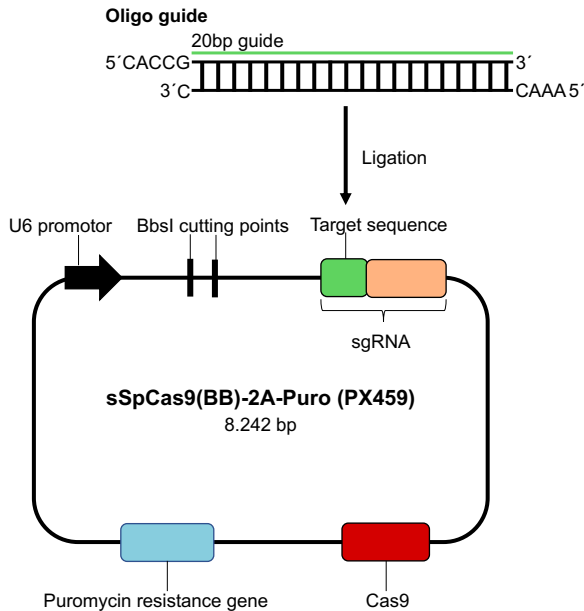 Oligo guide
20bp guide
5´CACCG 3´
3´C CAAA 5´
Ligation
U6 promotor BbsI cutting points Target sequence
sgRNA
sSpCas9(BB)-2A-Puro (PX459)
8.242 bp
Puromycin resistance gene Cas9